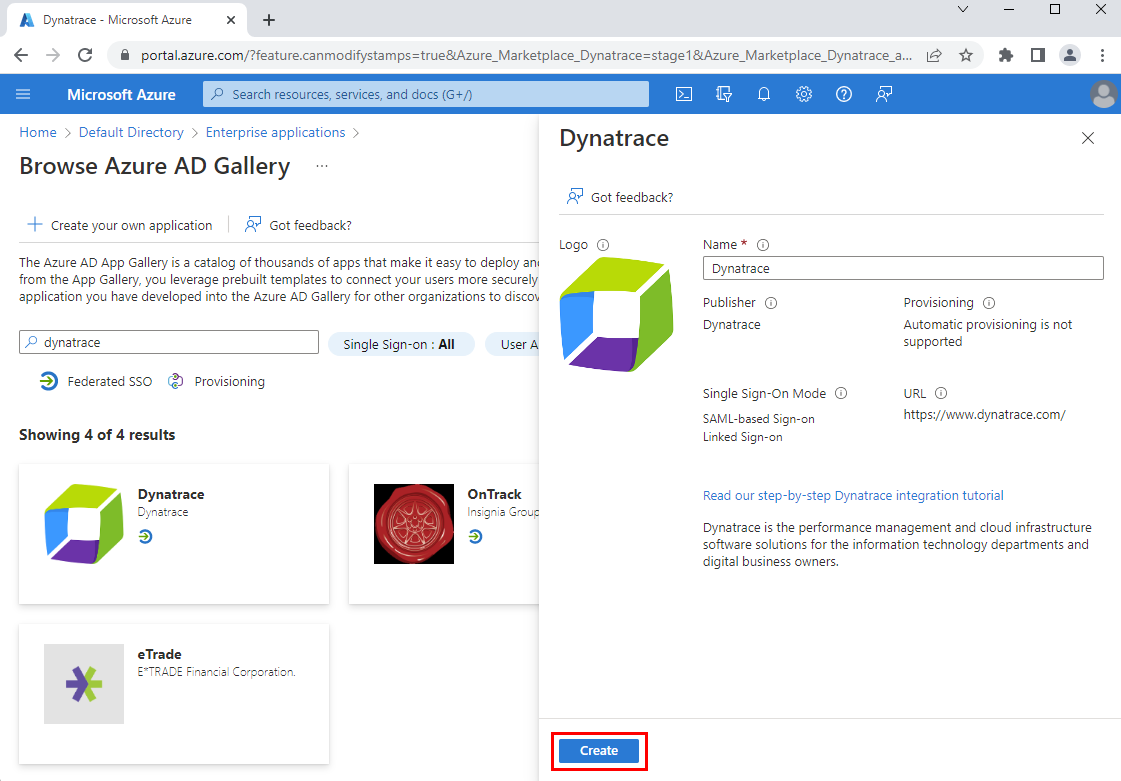 Dynatrace - Microsoft Azure
portal.azure.com/?feature.canmodifystamps=true&Azure_Marketplace_Dynatrace=stage1&Azure_Marketplace_Dynatrace_a...
Microsoft Azure
Search resources, services, and docs (G+/)
Home > Default Directory > Enterprise applications >
Browse Azure AD Gallery ...
Create your own application
Got feedback?
The Azure AD App Gallery is a catalog of thousands of apps that make it easy to deploy and
from the App Gallery, you leverage prebuilt templates to connect your users more securely
application you have developed into the Azure AD Gallery for other organizations to discov
dynatrace
Single Sign-on : All
User A
Federated SSO
Provisioning
Showing 4 of 4 results
Dynatrace
Dynatrace
OnTrack
Insignia Group
eTrade
E*TRADE Financial Corporation.
Dynatrace
Got feedback?
Logo
Name *
Dynatrace
Publisher
Dynatrace
Provisioning
Automatic provisioning is not
supported
Single Sign-On Mode
SAML-based Sign-on
Linked Sign-on
URL
https://www.dynatrace.com/
Read our step-by-step Dynatrace integration tutorial
Dynatrace is the performance management and cloud infrastructure
software solutions for the information technology departments and
digital business owners.
Create